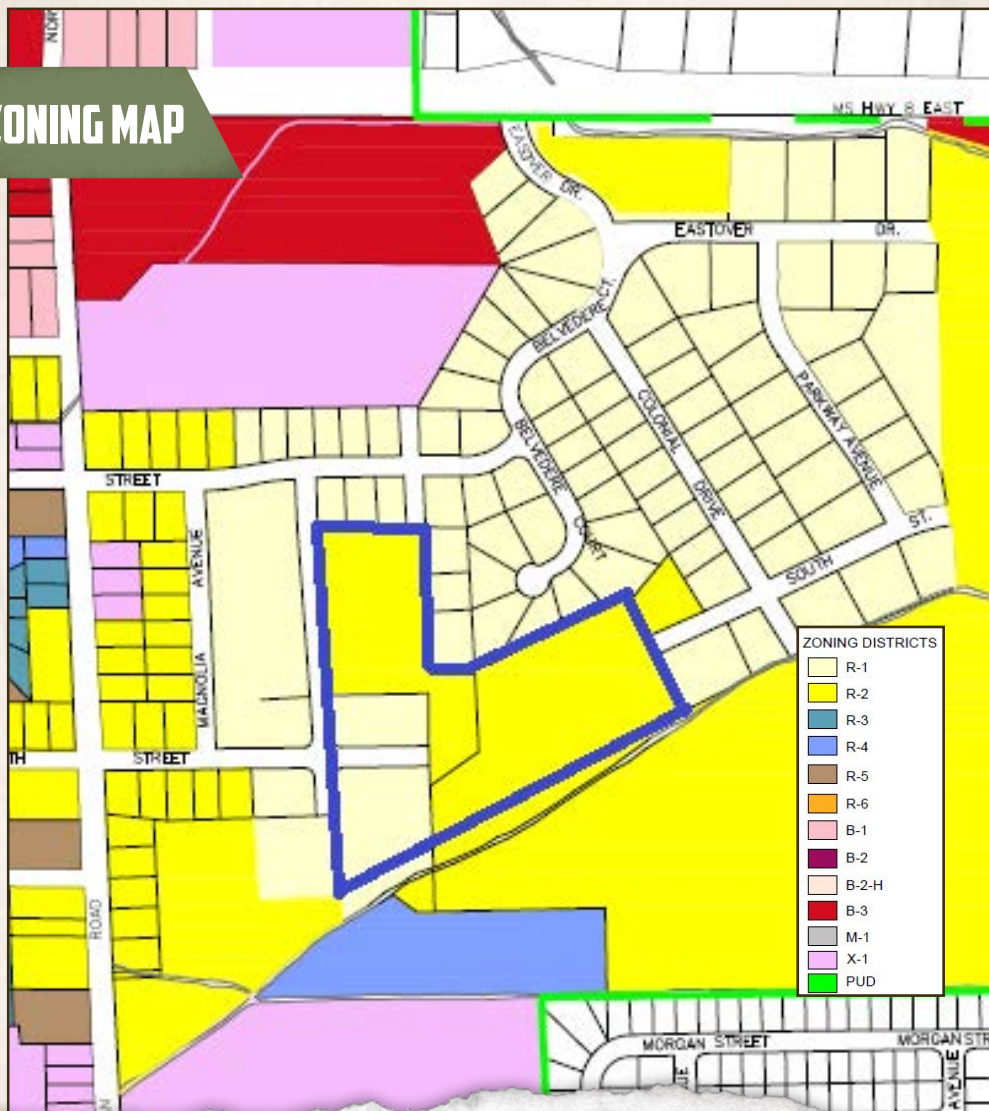 ZONING MAP
MS HWY 8 EAST
EASOVER DR.
EASTOVER DR.
BELVEDERE CT.
BELVEDERE COURT
COLONIAL DRIVE
PARKWAY AVENUE
SOUTH ST.
STREET
MAGNOLIA AVENUE
STREET
ROAD
MORGAN STREET
MORGAN STR
AVENUE
ZONING DISTRICTS
R-1
R-2
R-3
R-4
R-5
R-6
B-1
B-2
B-2-H
B-3
M-1
X-1
PUD